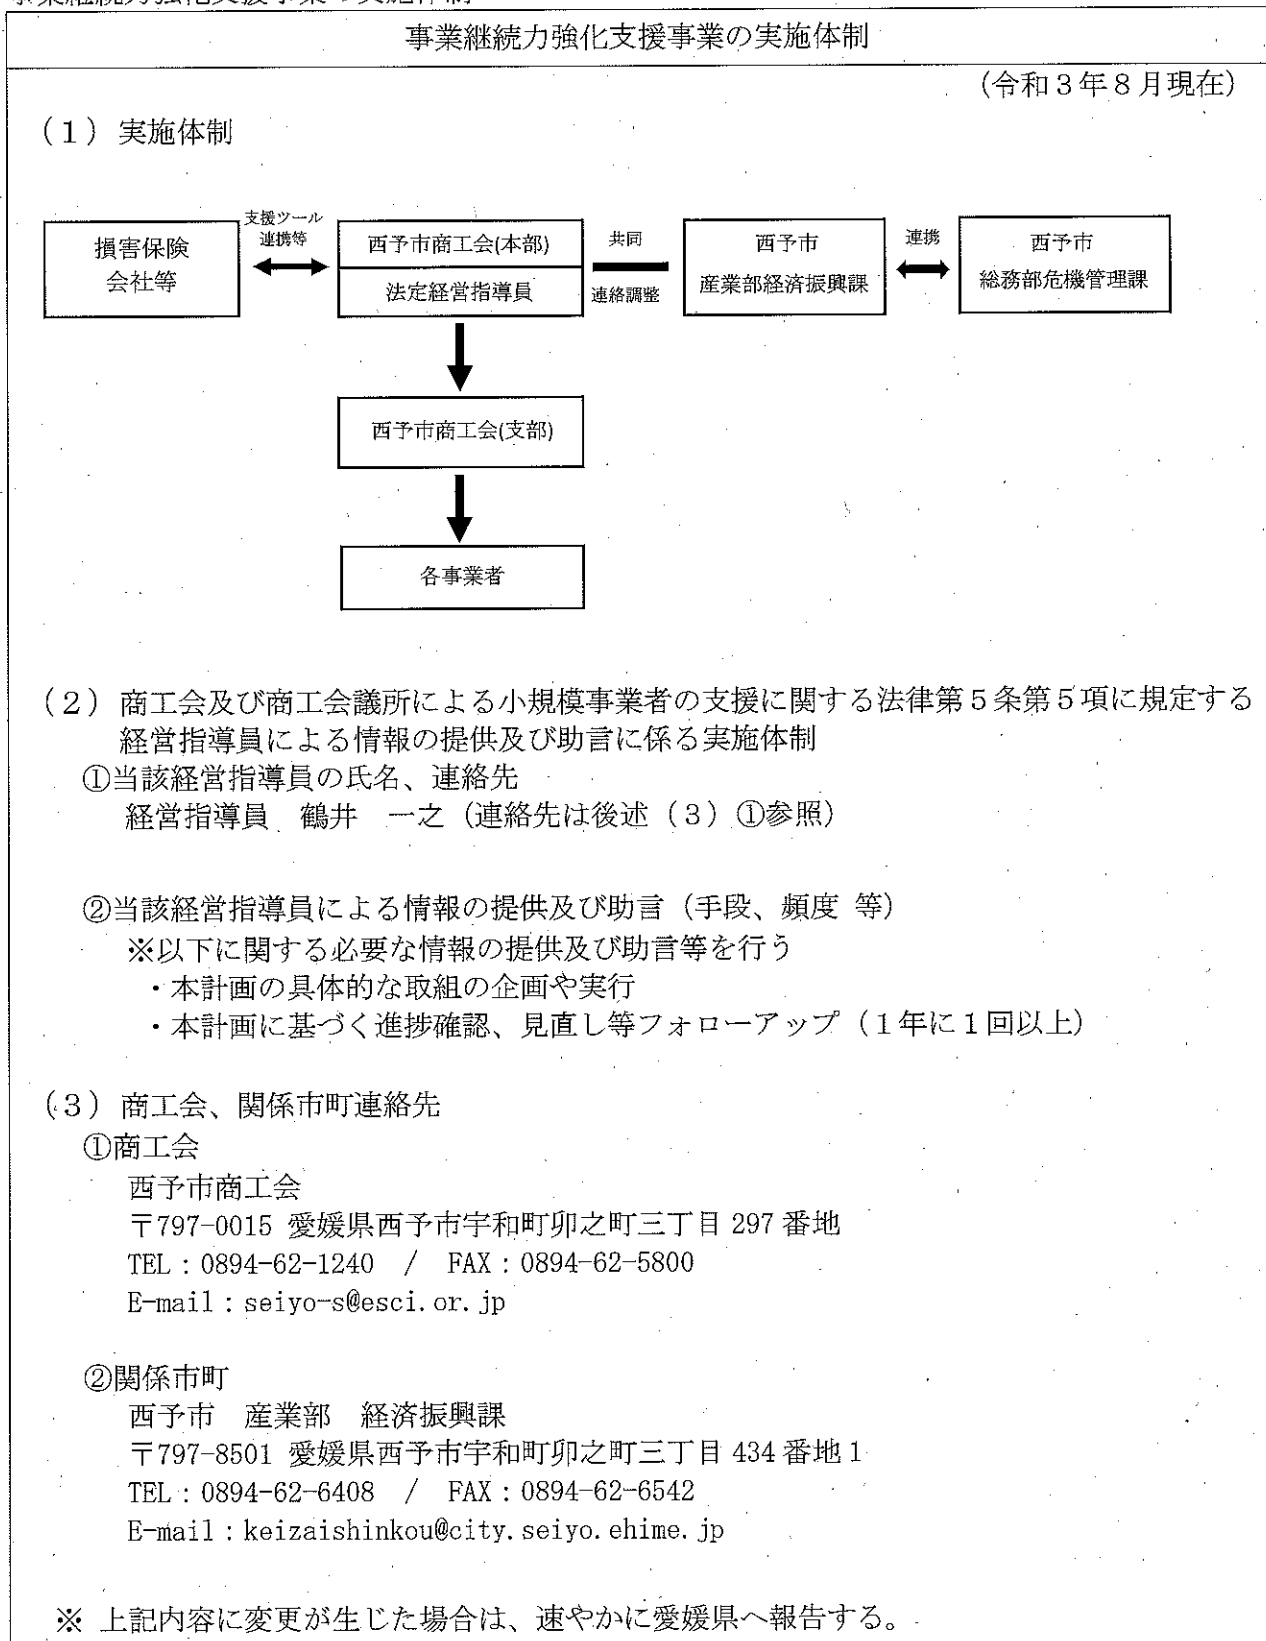 事業継続力強化支援事業の実施体制
事業継続力強化支援事業の実施体制
(令和3年8月現在)
(1) 実施体制
損害保険
会社等
支援ツール
連携等
西予市商工会(本部)
法定経営指導員
共同
連絡調整
西予市
産業部経済振興課
連携
西予市
総務部危機管理課
西予市商工会(支部)
各事業者
(2) 商工会及び商工会議所による小規模事業者の支援に関する法律第5条第5項に規定する
経営指導員による情報の提供及び助言に係る実施体制
①当該経営指導員の氏名、連絡先
経営指導員 鶴井 一之 (連絡先は後述(3)①参照)
②当該経営指導員による情報の提供及び助言(手段、頻度 等)
※以下に関する必要な情報の提供及び助言等を行う
・本計画の具体的な取組の企画や実行
・本計画に基づく進捗確認、見直し等フォローアップ(1年に1回以上)
(3) 商工会、関係市町連絡先
①商工会
西予市商工会
〒797-0015 愛媛県西予市宇和町卯之町三丁目297番地
TEL:0894-62-1240 / FAX:0894-62-5800
E-mail:seiyo-s@esci.or.jp
②関係市町
西予市 産業部 経済振興課
〒797-8501 愛媛県西予市宇和町卯之町三丁目434番地1
TEL:0894-62-6408 / FAX:0894-62-6542
E-mail:keizaishinkou@city.seiyo.ehime.jp
※ 上記内容に変更が生じた場合は、速やかに愛媛県へ報告する。